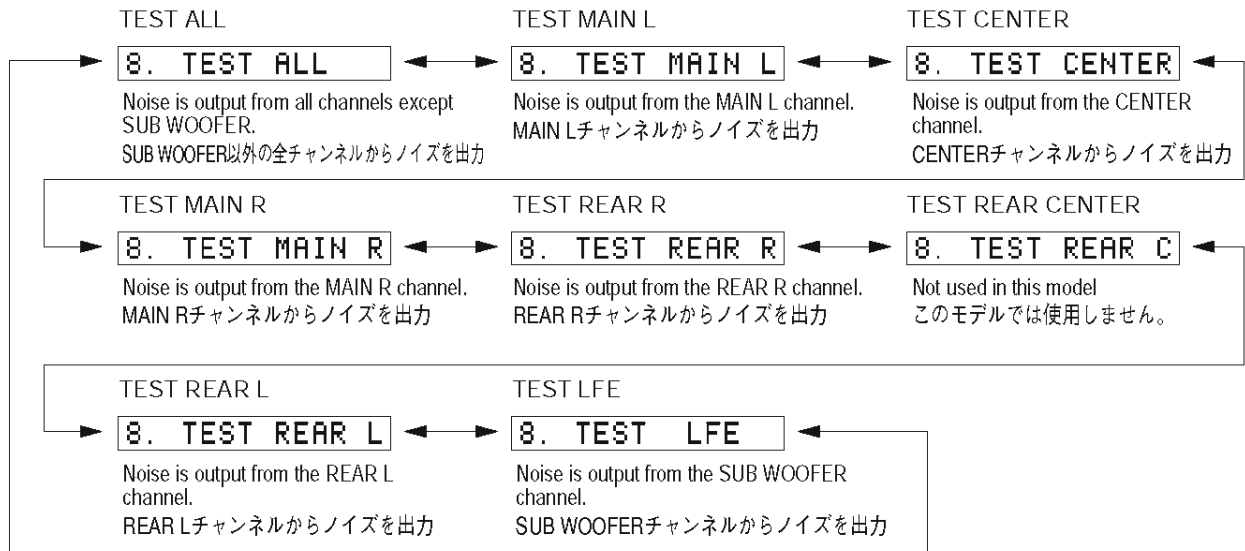 TEST ALL
8. TEST ALL
Noise is output from all channels except
SUB WOOFER.
SUB WOOFER以外の全チャンネルからノイズを出力
TEST MAIN L
8. TEST MAIN L
Noise is output from the MAIN L channel.
MAIN Lチャンネルからノイズを出力
TEST CENTER
8. TEST CENTER
Noise is output from the CENTER
channel.
CENTERチャンネルからノイズを出力
TEST MAIN R
8. TEST MAIN R
Noise is output from the MAIN R channel.
MAIN Rチャンネルからノイズを出力
TEST REAR R
8. TEST REAR R
Noise is output from the REAR R channel.
REAR Rチャンネルからノイズを出力
TEST REAR CENTER
8. TEST REAR C
Not used in this model
このモデルでは使用しません。
TEST REAR L
8. TEST REAR L
Noise is output from the REAR L
channel.
REAR Lチャンネルからノイズを出力
TEST LFE
8. TEST LFE
Noise is output from the SUB WOOFER
channel.
SUB WOOFERチャンネルからノイズを出力